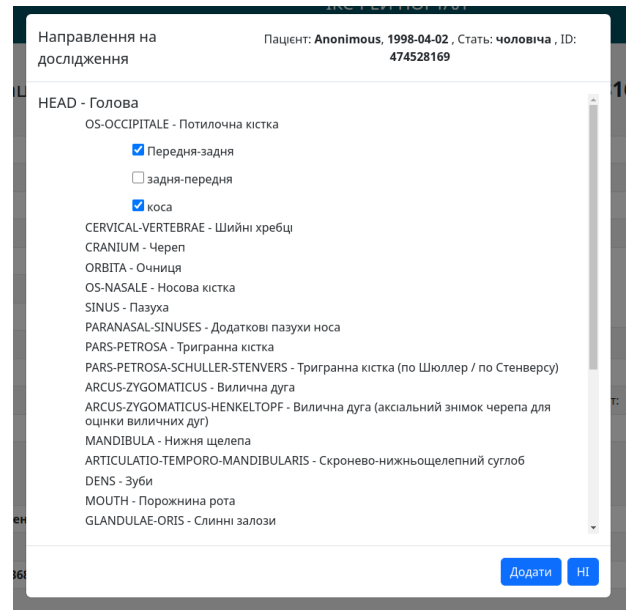 Направлення на
дослідження
Пацієнт: Anonimous, 1998-04-02 , Стать: чоловіча , ID:
474528169
HEAD - Голова
OS-OCCIPITALE - Потилочна кістка
Передня-задня
задня-передня
коса
CERVICAL-VERTEBRAE - Шийні хребці
CRANIUM - Череп
ORBITA - Очниця
OS-NASALE - Носова кістка
SINUS - Пазуха
PARANASAL-SINUSES - Додаткові пазухи носа
PARS-PETROSA - Тригранна кістка
PARS-PETROSA-SCHULLER-STENVERS - Тригранна кістка (по Шюллер / по Стенверсу)
ARCUS-ZYGOMATICUS - Вилична дуга
ARCUS-ZYGOMATICUS-HENKELTOPF - Вилична дуга (аксіальний знімок черепа для
оцінки виличних дуг)
MANDIBULA - Нижня щелепа
ARTICULATIO-TEMPORO-MANDIBULARIS - Скронево-нижньощелепний суглоб
DENS - Зуби
MOUTH - Порожнина рота
GLANDULAE-ORIS - Слинні залози
Додати
НІ